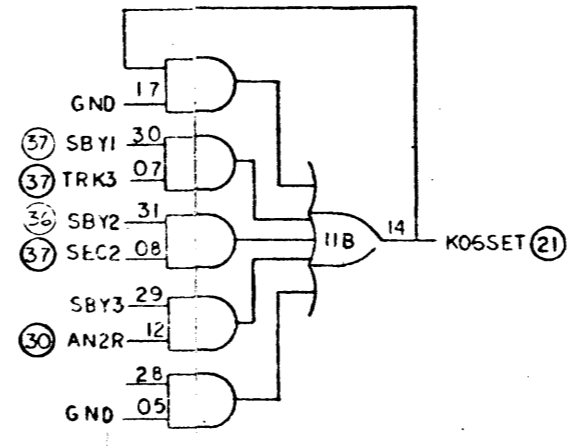 GND 17
37 SBY1 30
37 TRK3 07
36 SBY2 31
37 SEC2 08
11B 14 K06SET 21
SBY3 29
30 AN2R 12
28
GND 05